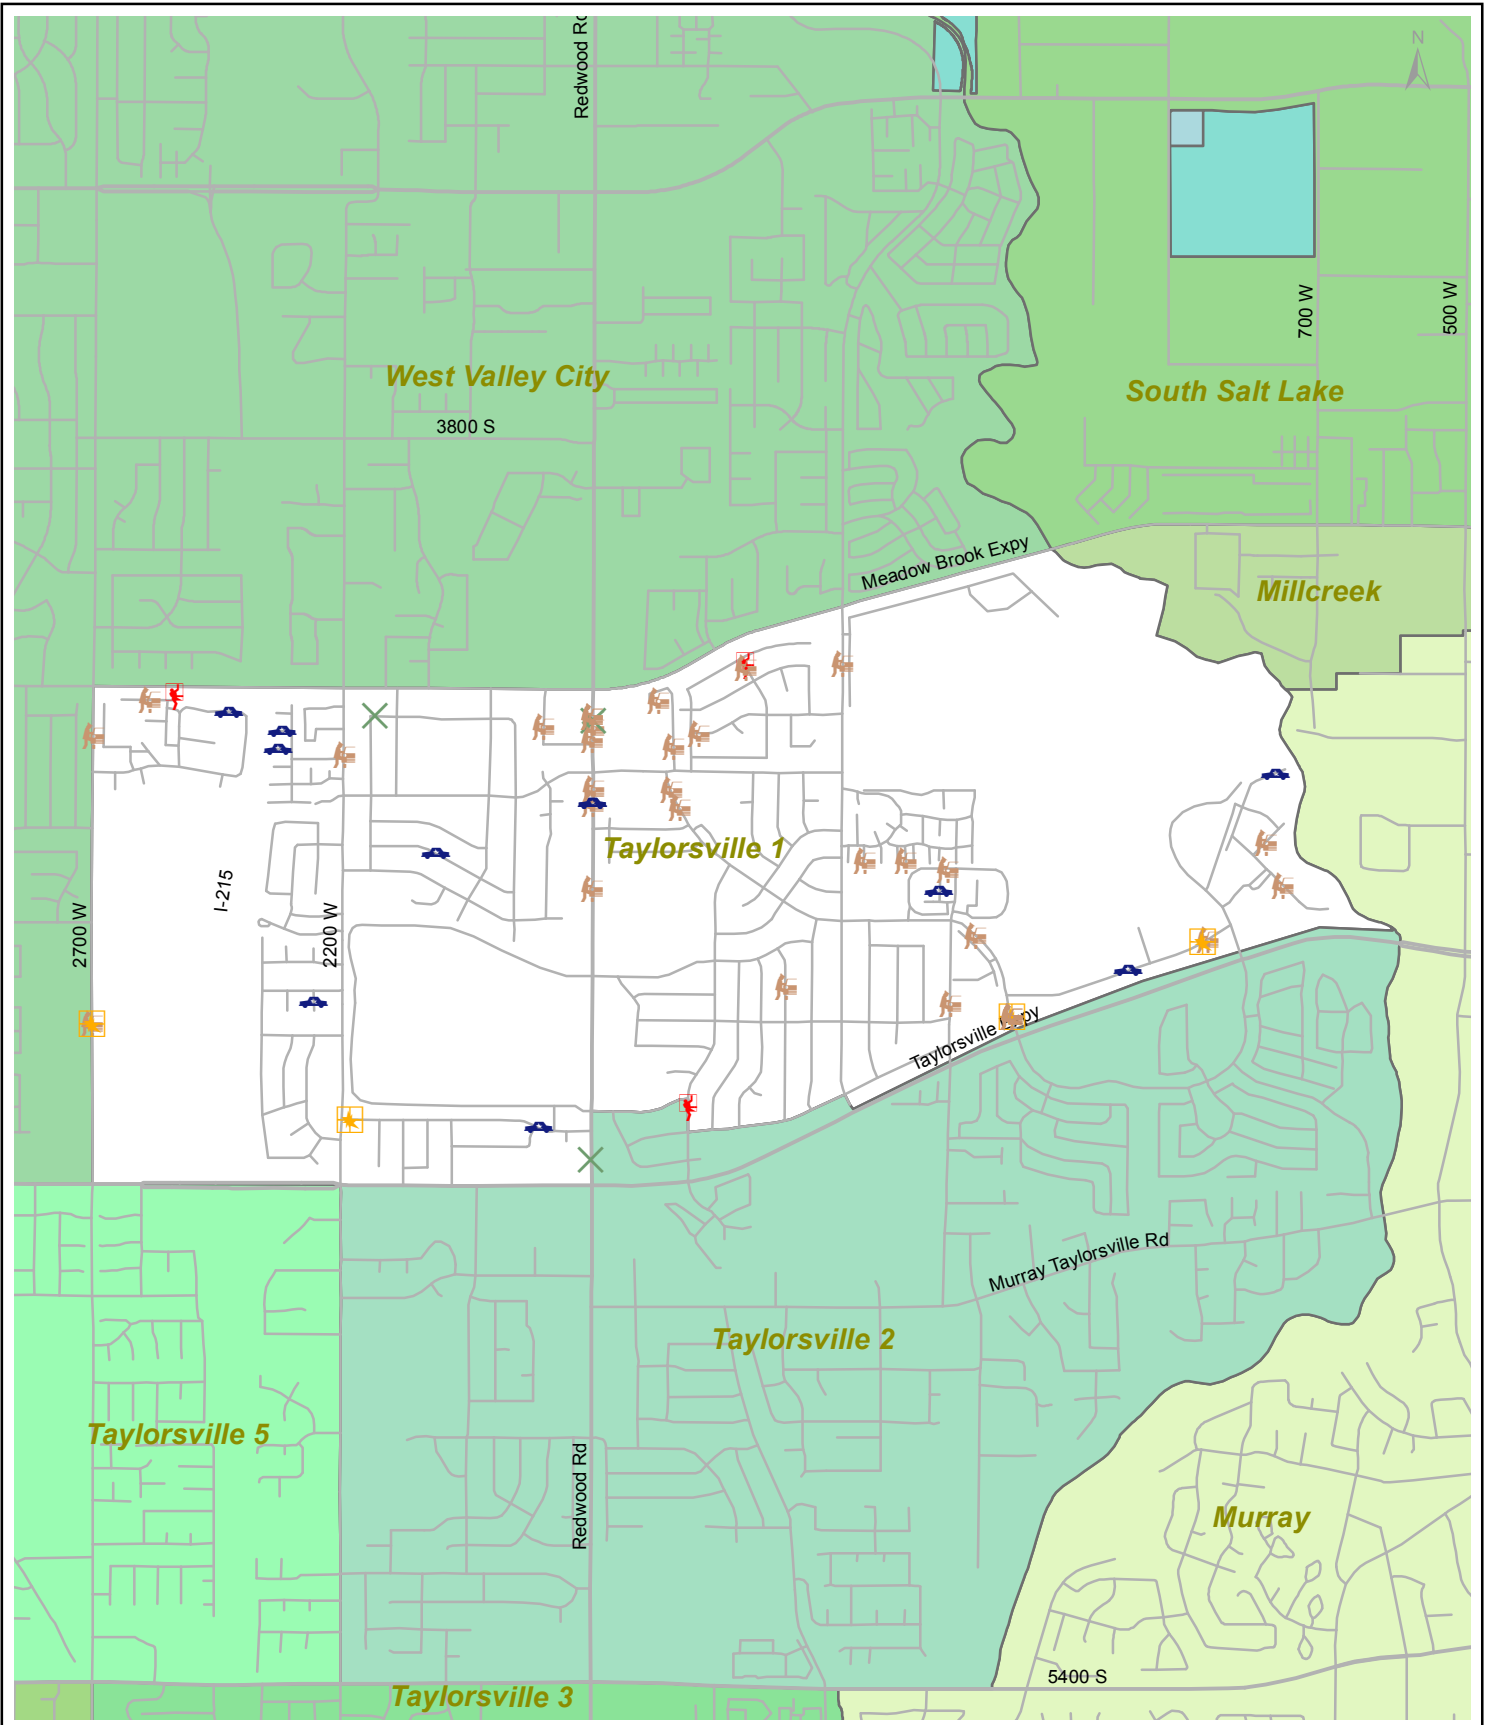 Redwood Rd
N
700 W
500 W
West Valley City
South Salt Lake
3800 S
Meadow Brook Expy
Millcreek
Taylorsville 1
I-215
2700 W
2200 W
Taylorsville Expy
Murray Taylorsville Rd
Taylorsville 2
Taylorsville 5
Redwood Rd
Murray
5400 S
Taylorsville 3